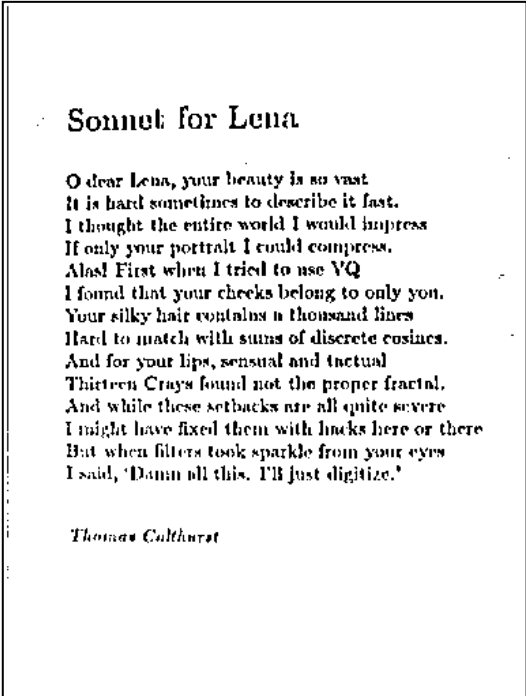 Sonnet for Lena
O dear Lena, your beauty is so vast
It is hard sometimes to describe it fast.
I thought the entire world I would impress
If only your portrait I could compress.
Alas! First when I tried to use VQ
I found that your cheeks belong to only you.
Your silky hair contains a thousand lines
Hard to match with sums of discrete cosines.
And for your lips, sensual and tactual
Thirteen Crays found not the proper fractal.
And while these setbacks are all quite severe
I might have fixed them with hacks here or there
But when filters took sparkle from your eyes
I said, 'Damn all this. I'll just digitize.'
Thomas Colthurst